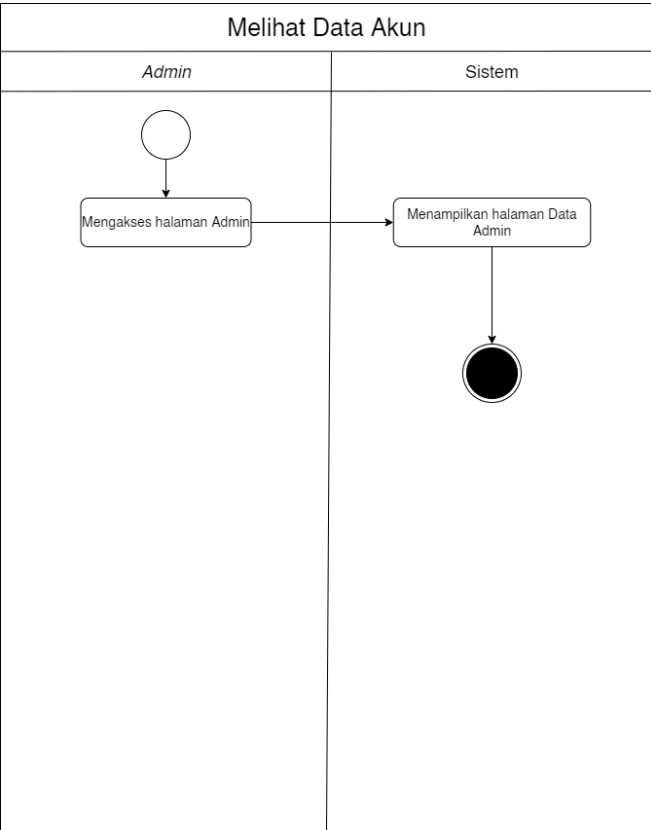 Melihat Data Akun
Admin
Sistem
Mengakses halaman Admin
Menampilkan halaman Data
Admin